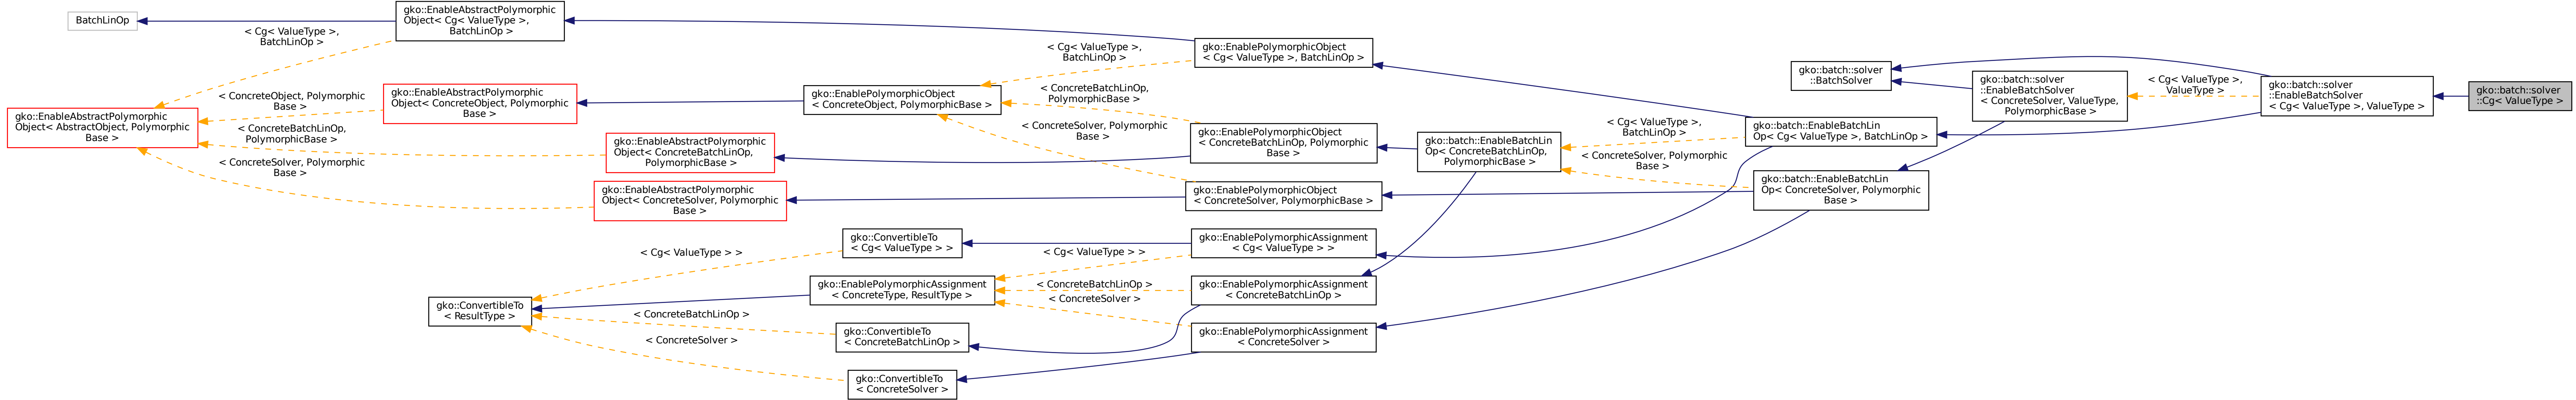 BatchLinOp
gko::EnableAbstractPolymorphic
Object< Cg< ValueType >,
BatchLinOp >
< Cg< ValueType >,
BatchLinOp >
gko::EnableAbstractPolymorphic
Object< AbstractObject, Polymorphic
Base >
< ConcreteObject, Polymorphic
Base >
< ConcreteBatchLinOp,
PolymorphicBase >
< ConcreteSolver, Polymorphic
Base >
gko::EnableAbstractPolymorphic
Object< ConcreteObject, Polymorphic
Base >
gko::EnableAbstractPolymorphic
Object< ConcreteBatchLinOp,
PolymorphicBase >
gko::EnableAbstractPolymorphic
Object< ConcreteSolver, Polymorphic
Base >
gko::EnablePolymorphicObject
< ConcreteObject, PolymorphicBase >
< Cg< ValueType >,
BatchLinOp >
< ConcreteBatchLinOp,
PolymorphicBase >
< ConcreteSolver, Polymorphic
Base >
gko::EnablePolymorphicObject
< Cg< ValueType >, BatchLinOp >
gko::EnablePolymorphicObject
< ConcreteBatchLinOp, Polymorphic
Base >
gko::EnablePolymorphicObject
< ConcreteSolver, PolymorphicBase >
gko::batch::EnableBatchLin
Op< ConcreteBatchLinOp,
PolymorphicBase >
< Cg< ValueType >,
BatchLinOp >
< ConcreteSolver, Polymorphic
Base >
gko::batch::EnableBatchLin
Op< Cg< ValueType >, BatchLinOp >
gko::batch::EnableBatchLin
Op< ConcreteSolver, Polymorphic
Base >
gko::batch::solver
::BatchSolver
gko::batch::solver
::EnableBatchSolver
< ConcreteSolver, ValueType,
PolymorphicBase >
< Cg< ValueType >,
ValueType >
gko::batch::solver
::EnableBatchSolver
< Cg< ValueType >, ValueType >
gko::batch::solver
::Cg< ValueType >
gko::ConvertibleTo
< ResultType >
< Cg< ValueType > >
< ConcreteBatchLinOp >
< ConcreteSolver >
gko::ConvertibleTo
< Cg< ValueType > >
gko::EnablePolymorphicAssignment
< ConcreteType, ResultType >
gko::ConvertibleTo
< ConcreteBatchLinOp >
gko::ConvertibleTo
< ConcreteSolver >
< Cg< ValueType > >
< ConcreteBatchLinOp >
< ConcreteSolver >
gko::EnablePolymorphicAssignment
< Cg< ValueType > >
gko::EnablePolymorphicAssignment
< ConcreteBatchLinOp >
gko::EnablePolymorphicAssignment
< ConcreteSolver >